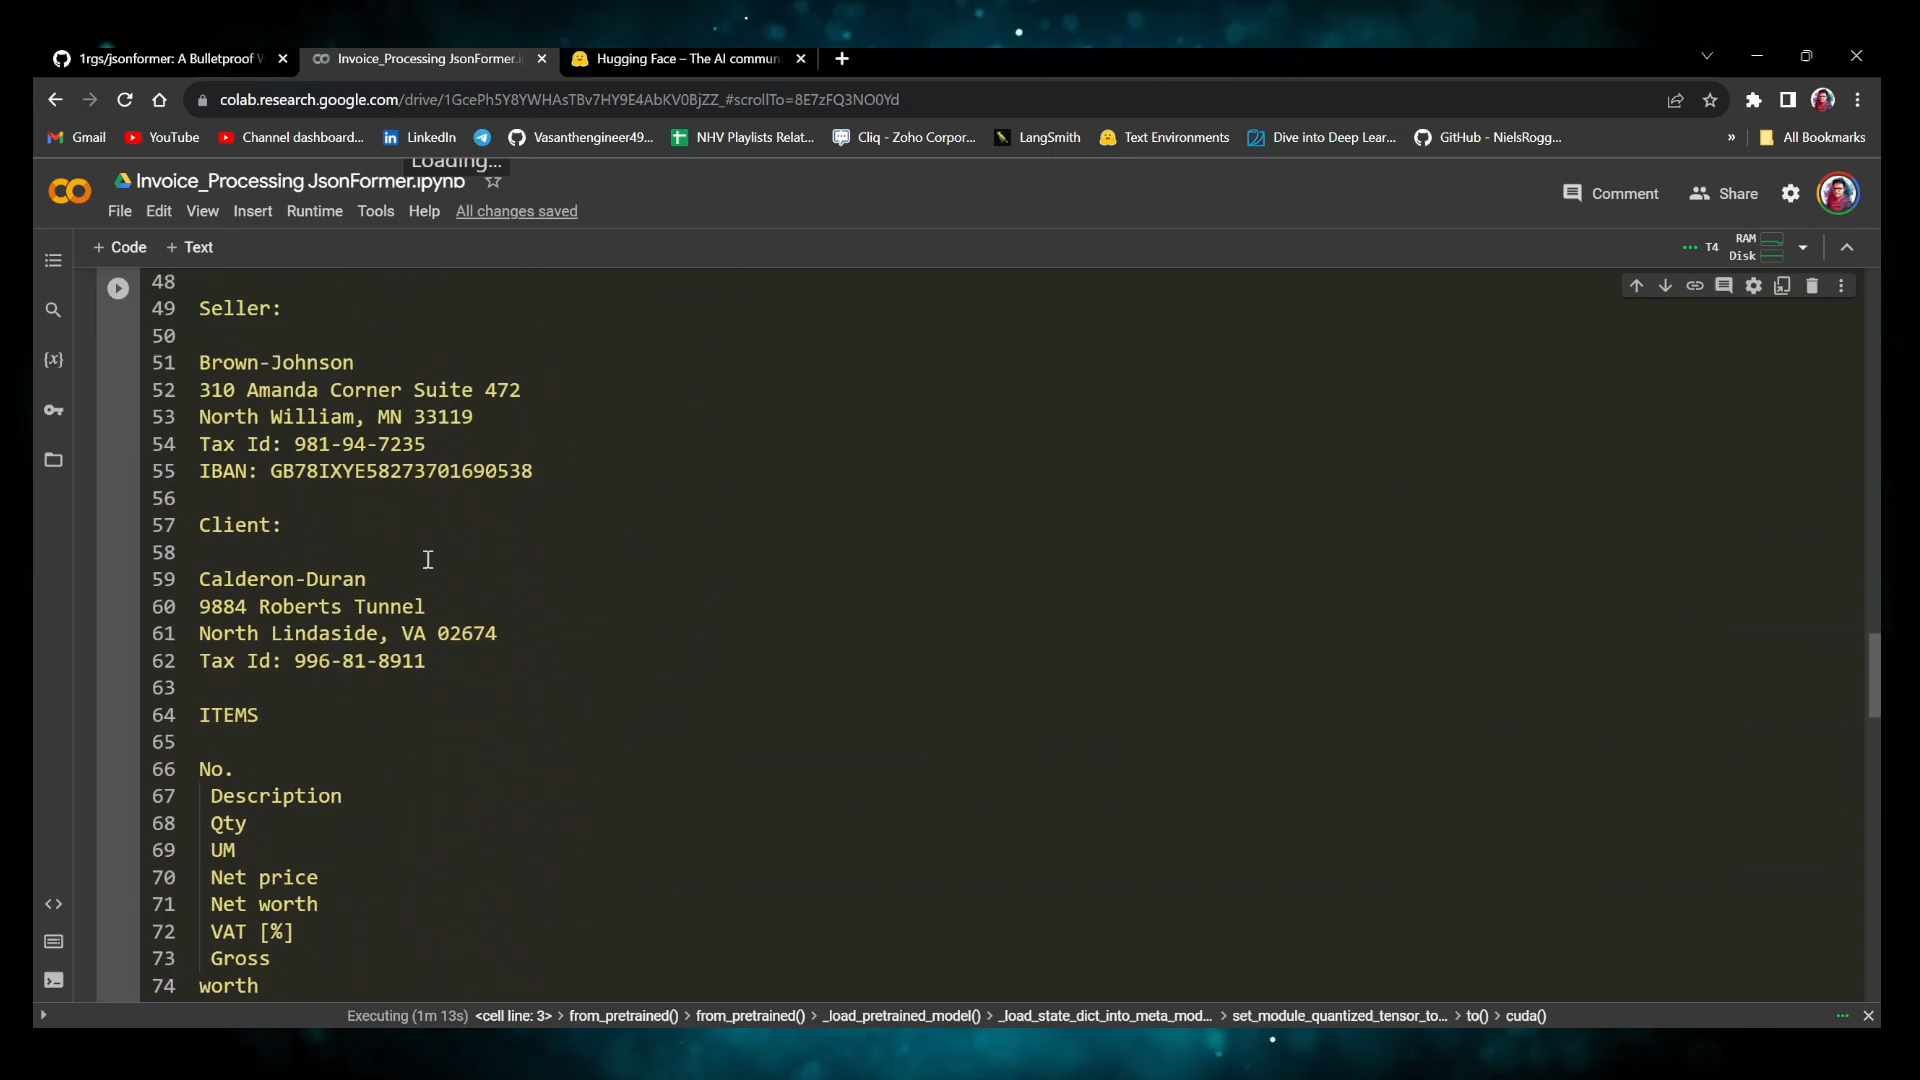 1rgs/jsonformer: A Bulletproof W
Invoice_Processing JsonFormer.i
Hugging Face – The AI commun
colab.research.google.com/drive/1GcePh5Y8YWHAsTBv7HY9E4AbKV0BjZZ_#scrollTo=8E7zFQ3NO0Yd
Gmail
YouTube
Channel dashboard...
LinkedIn
Vasanthengineer49...
NHV Playlists Relat...
Cliq - Zoho Corpor...
LangSmith
Text Environments
Dive into Deep Lear...
GitHub - NielsRogg...
»
All Bookmarks
Loading...
Invoice_Processing JsonFormer.ipynb
Comment
Share
File Edit View Insert Runtime Tools Help All changes saved
+ Code + Text
T4
RAM
Disk
48
49 Seller:
50
51 Brown-Johnson
52 310 Amanda Corner Suite 472
53 North William, MN 33119
54 Tax Id: 981-94-7235
55 IBAN: GB78IXYE58273701690538
56
57 Client:
58
59 Calderon-Duran
60 9884 Roberts Tunnel
61 North Lindaside, VA 02674
62 Tax Id: 996-81-8911
63
64 ITEMS
65
66 No.
67 Description
68 Qty
69 UM
70 Net price
71 Net worth
72 VAT [%]
73 Gross
74 worth
Executing (1m 13s) <cell line: 3> > from_pretrained() > from_pretrained() > _load_pretrained_model() > _load_state_dict_into_meta_mod... > set_module_quantized_tensor_to... > to() > cuda()